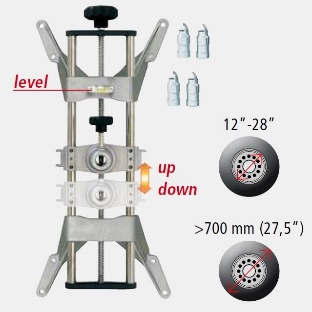 level
12”-28”
up
down
>700 mm (27,5”)